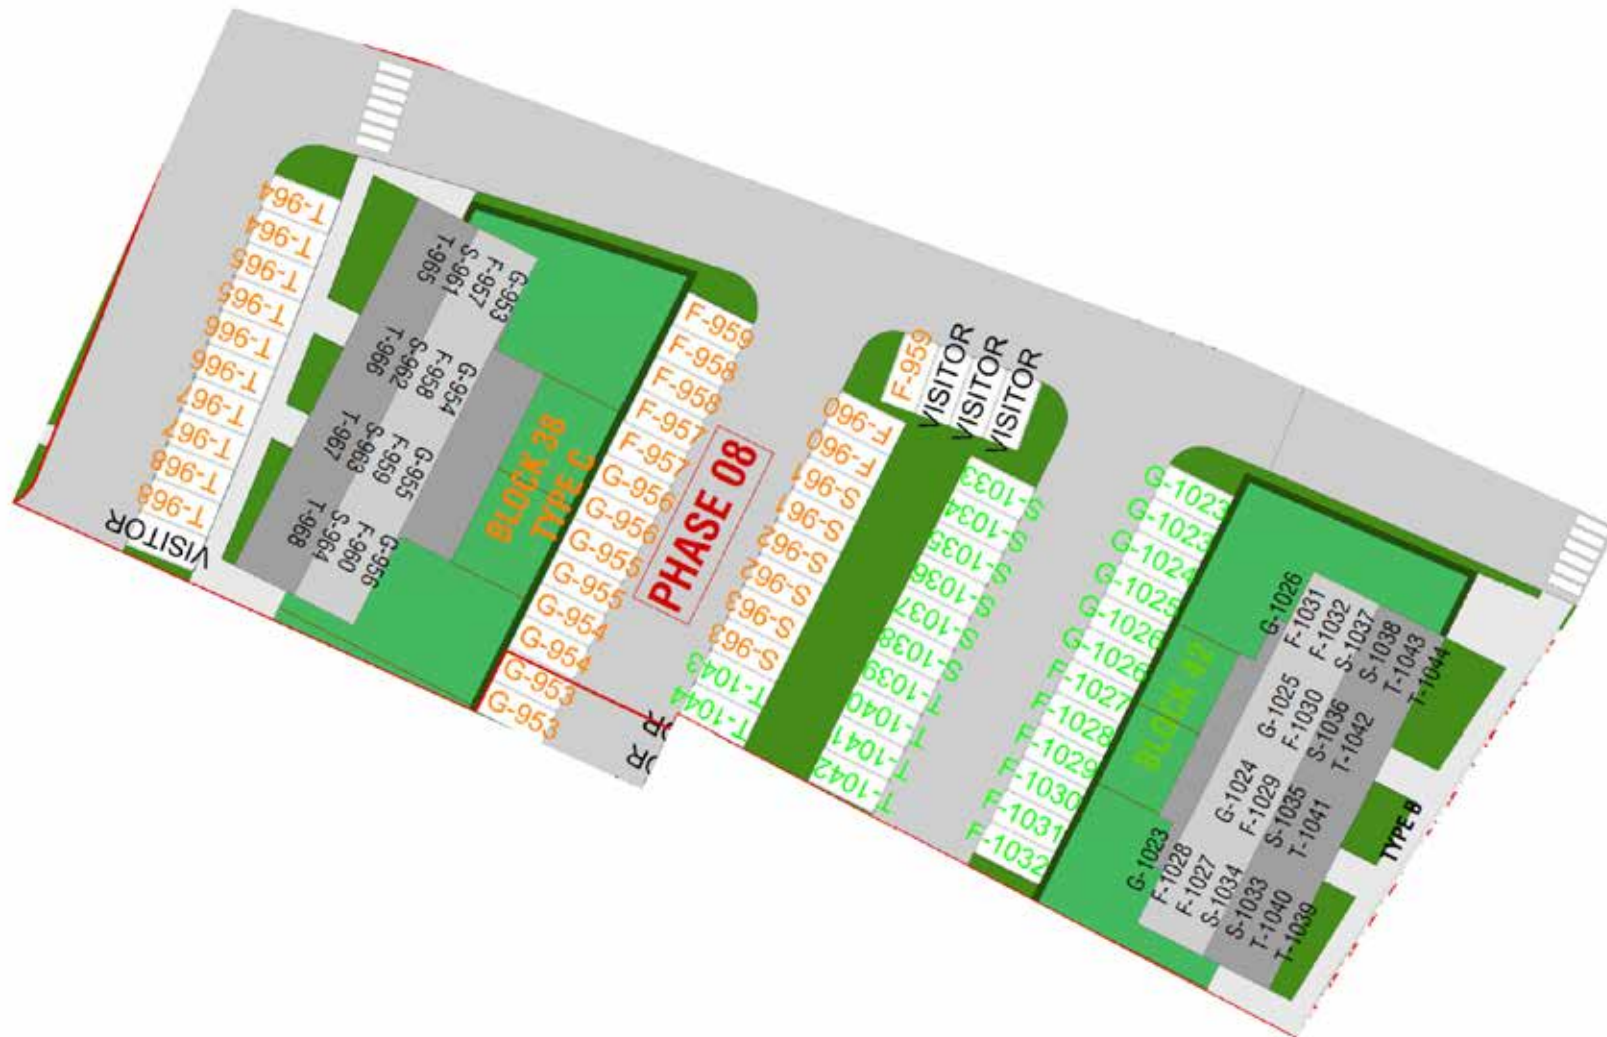 T-964
T-964
T-965
T-965
T-966
T-966
T-967
T-967
T-968
T-968
VISITOR
G-953
F-957
S-961
T-965
G-954
F-958
S-962
T-966
G-955
F-959
S-963
T-967
G-956
F-960
S-964
T-968
BLOCK 38
TYPE C
F-959
F-958
F-958
F-957
F-957
G-956
G-956
G-955
G-955
G-954
G-954
G-953
G-953
PHASE 08
OR
OR
F-959
VISITOR
VISITOR
VISITOR
F-960
F-960
S-961
S-961
S-962
S-962
S-963
S-963
T-1043
T-1044
S-1033
S-1034
S-1035
S-1036
S-1037
S-1038
T-1039
T-1040
T-1041
T-1042
G-1023
G-1023
G-1024
G-1025
G-1026
G-1026
F-1027
F-1028
F-1029
F-1030
F-1031
F-1032
BLOCK 42
G-1026
F-1031
F-1032
S-1037
S-1038
T-1043
T-1044
G-1025
F-1030
S-1036
T-1042
G-1024
F-1029
S-1035
T-1041
G-1023
F-1028
F-1027
S-1034
S-1033
T-1040
T-1039
TYPE-B